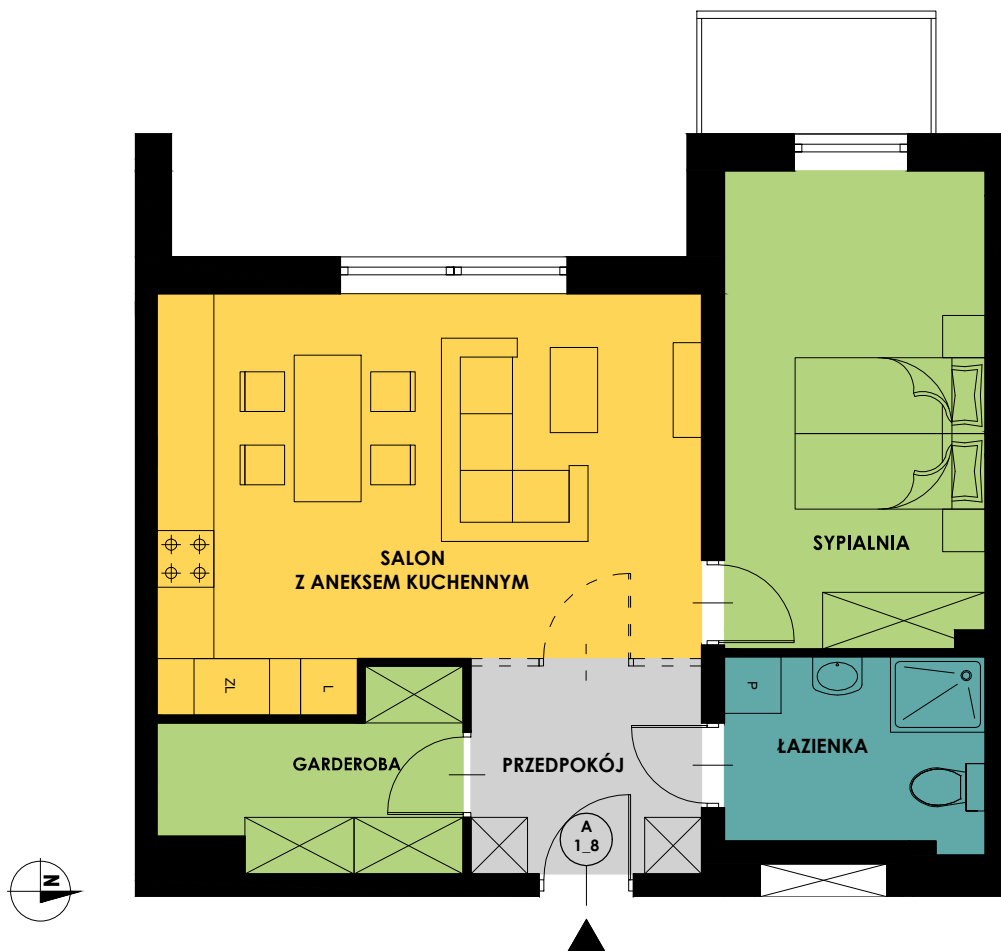 SYPIALNIA
SALON
Z ANEKSEM KUCHENNYM
ZL
L
P
ŁAZIENKA
GARDEROBA
PRZEDPOKÓJ
A
1_8
N